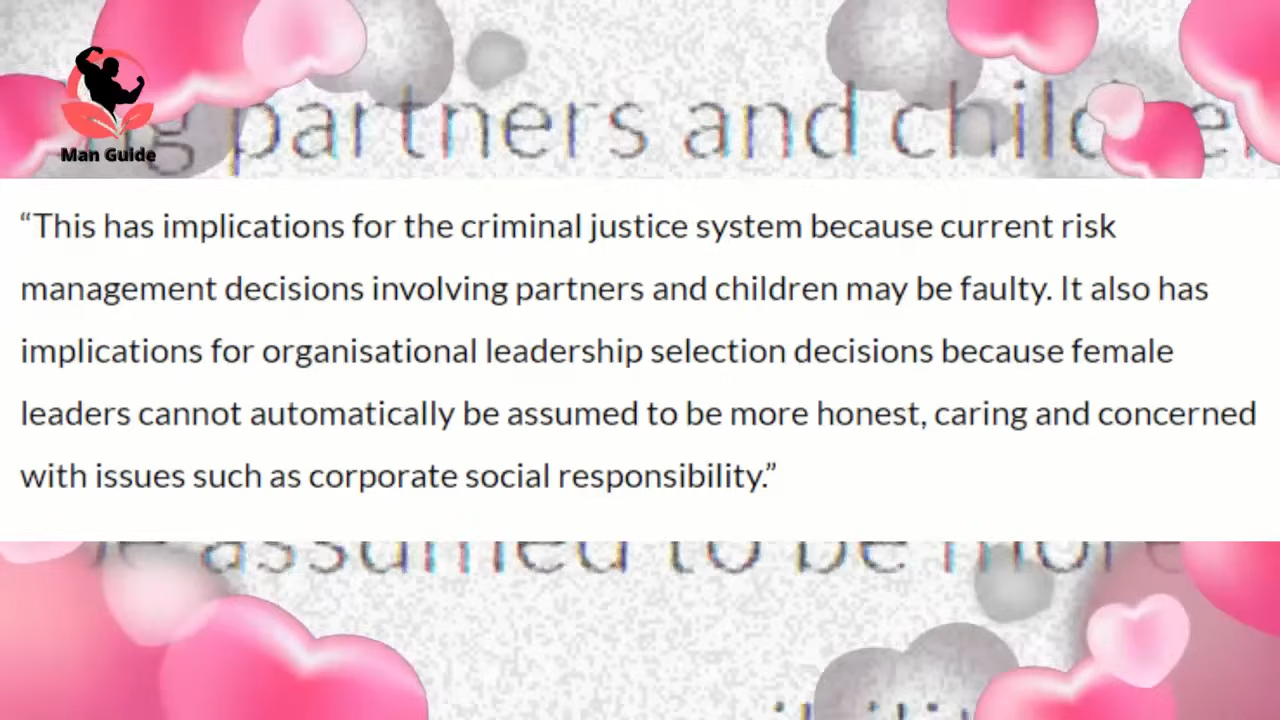 partners and childre
Man Guide
“This has implications for the criminal justice system because current risk
management decisions involving partners and children may be faulty. It also has
implications for organisational leadership selection decisions because female
leaders cannot automatically be assumed to be more honest, caring and concerned
with issues such as corporate social responsibility.”
assumed to be more